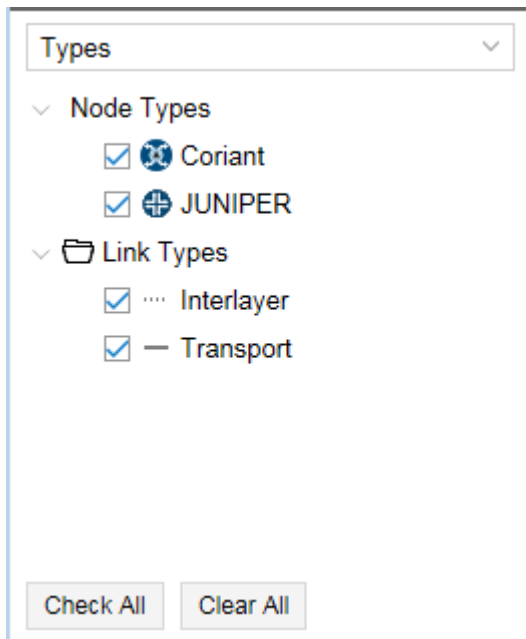 Types
Node Types
Coriant
JUNIPER
Link Types
Interlayer
Transport
Check All Clear All